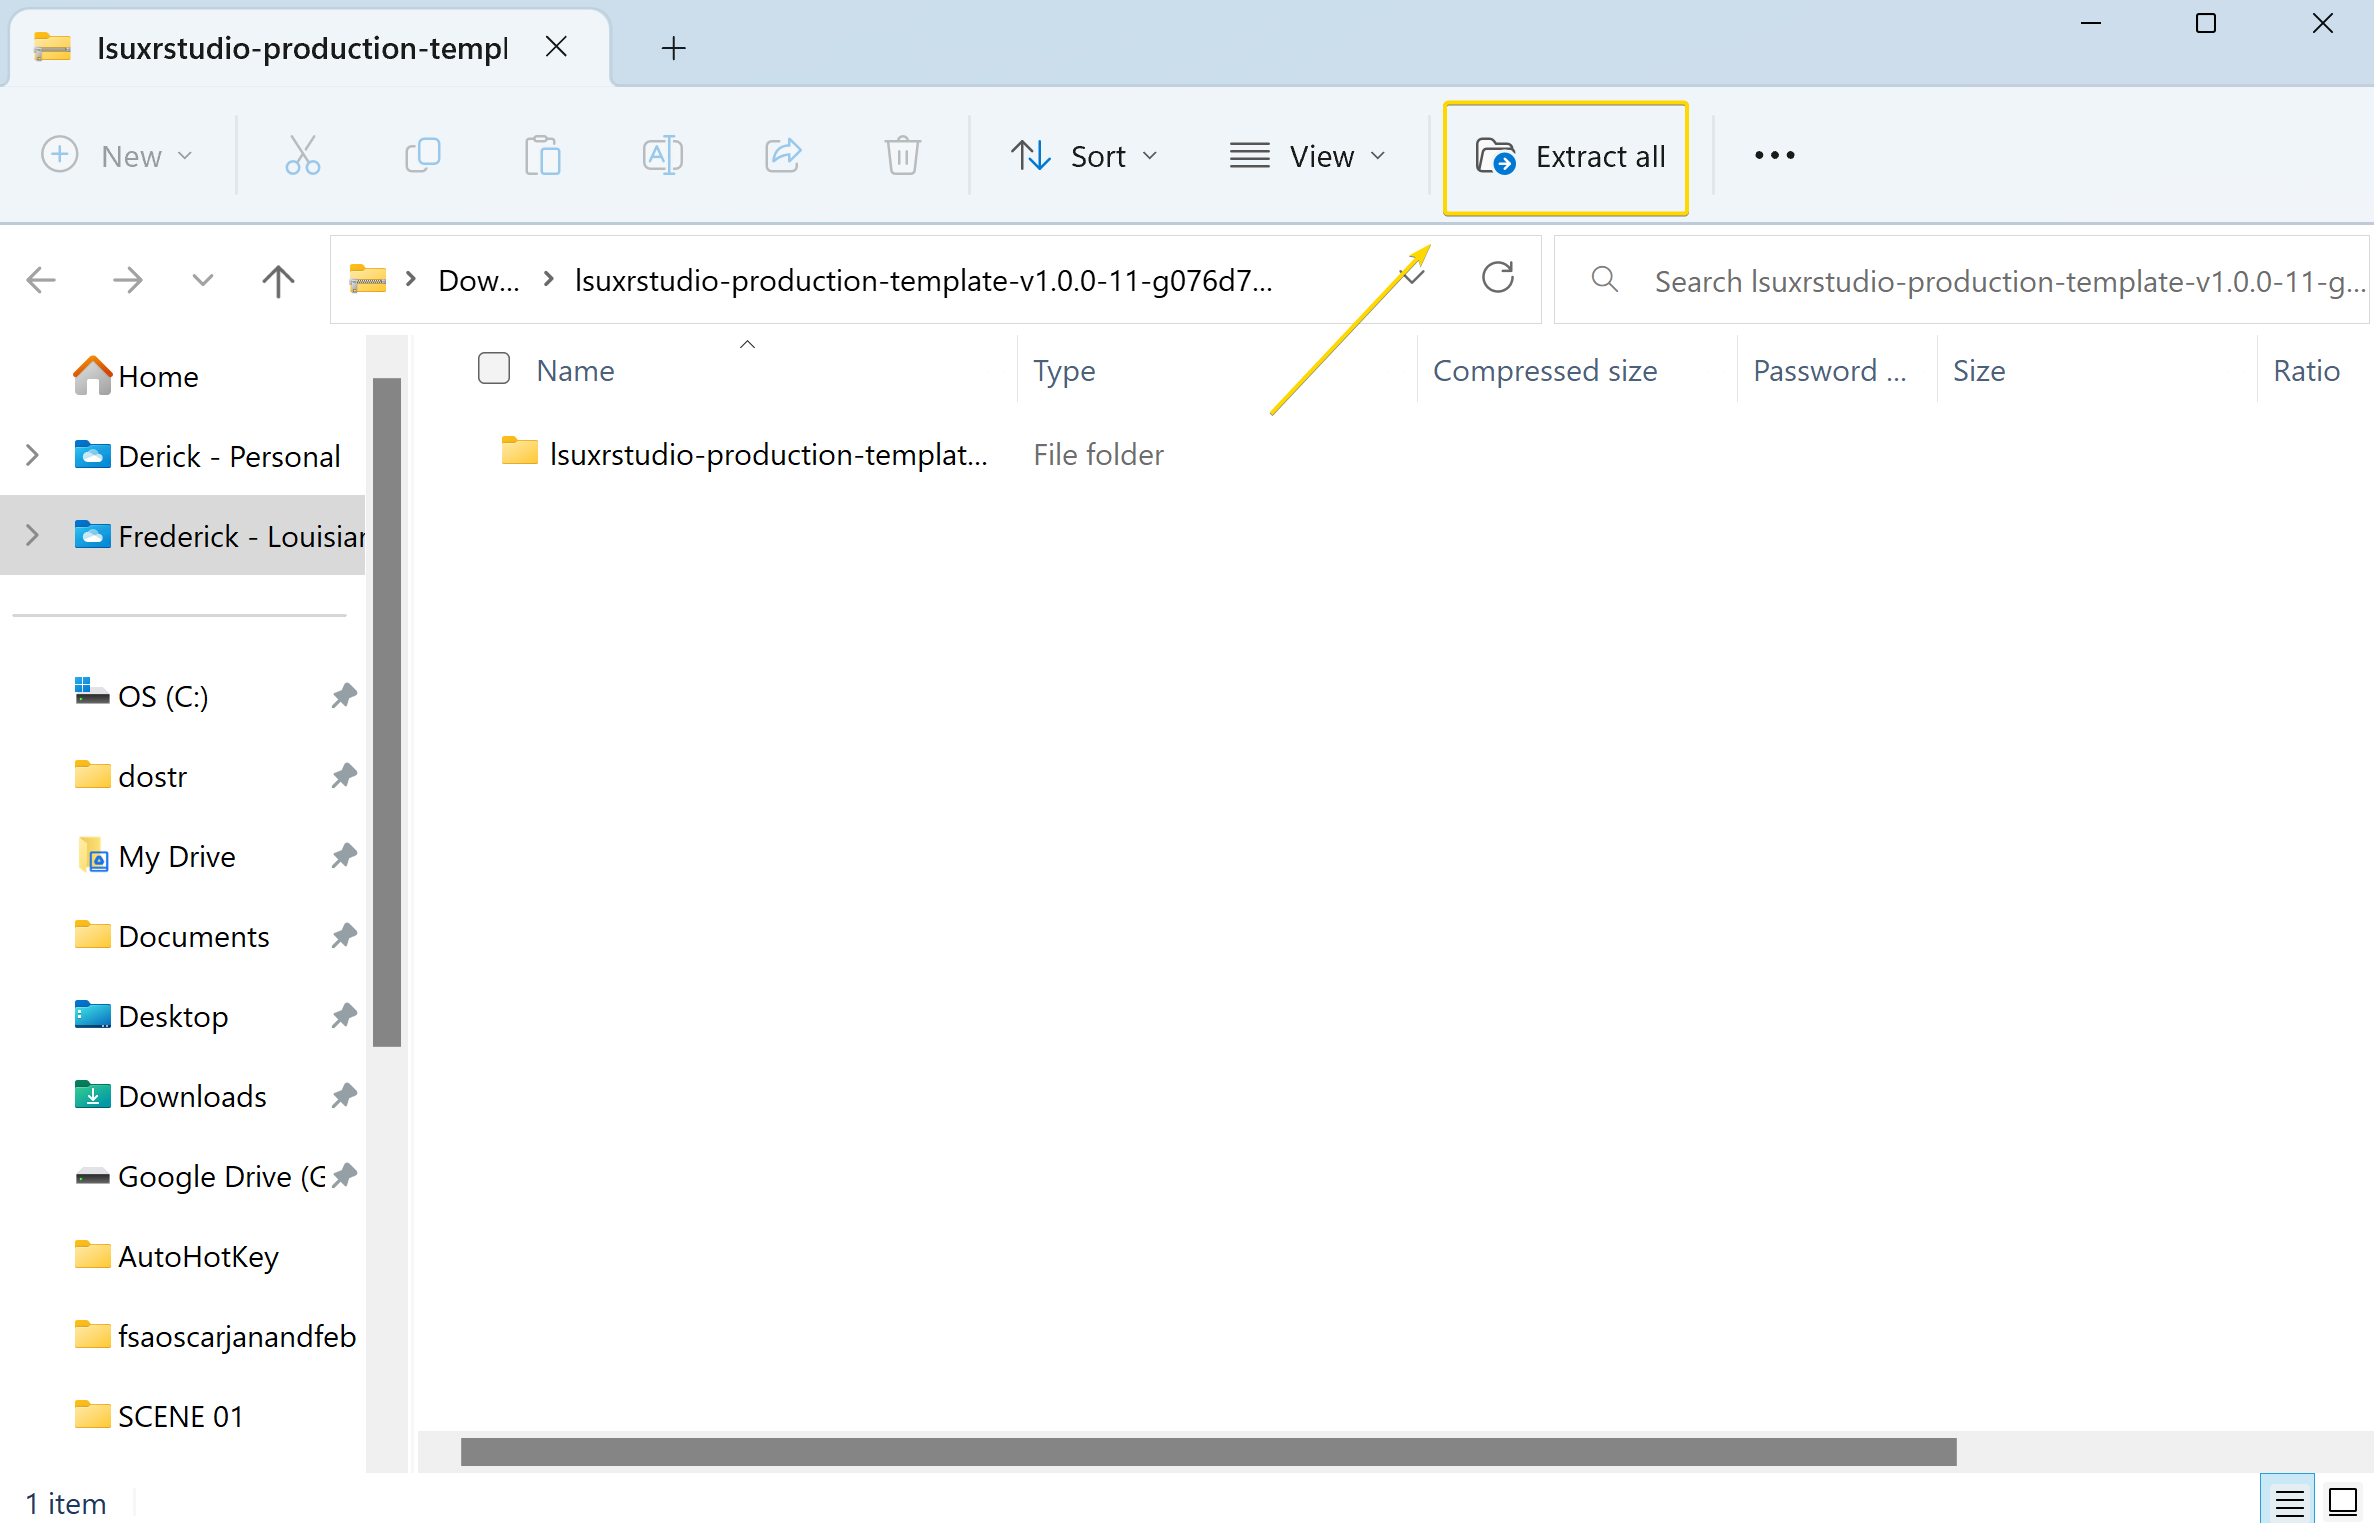 lsuxrstudio-production-templ
New
Sort
View
Extract all
Dow...
lsuxrstudio-production-template-v1.0.0-11-g076d7...
Search lsuxrstudio-production-template-v1.0.0-11-g...
Name
Type
Compressed size
Password ...
Size
Ratio
lsuxrstudio-production-templat...
File folder
Home
Derick - Personal
Frederick - Louisian
OS (C:)
dostr
My Drive
Documents
Desktop
Downloads
Google Drive (G
AutoHotKey
fsaoscarjanandfeb
SCENE 01
1 item